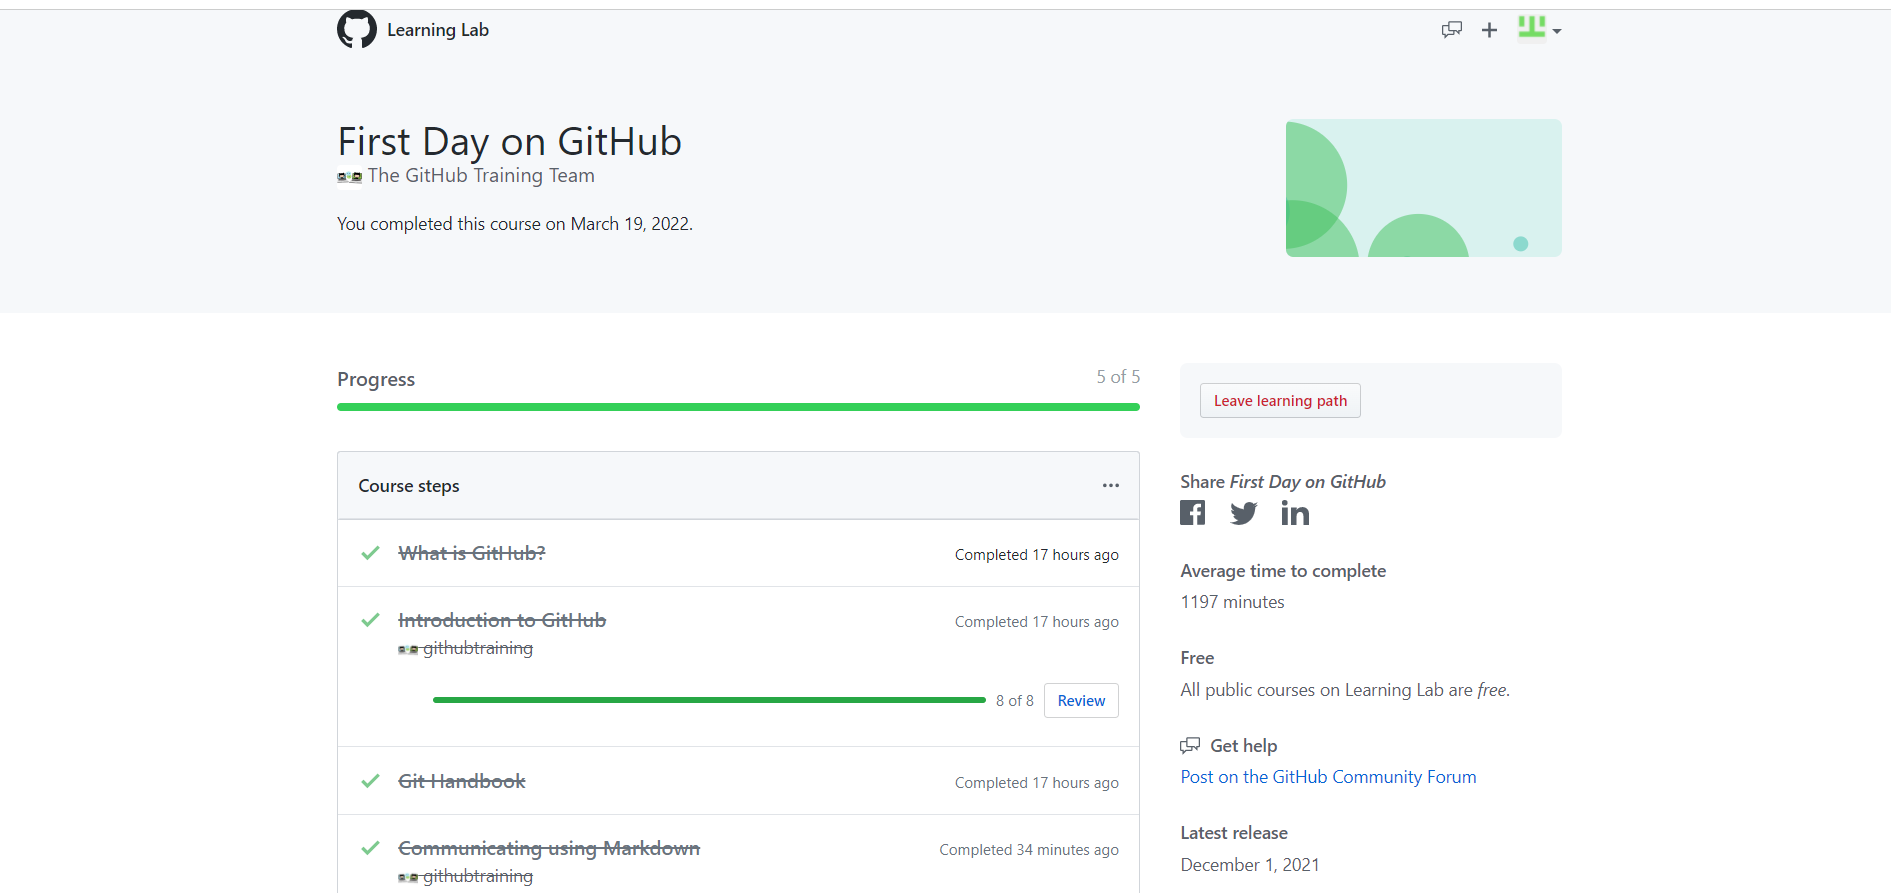 Learning Lab
First Day on GitHub
The GitHub Training Team
You completed this course on March 19, 2022.
Progress
5 of 5
Course steps
What is GitHub?
Completed 17 hours ago
Introduction to GitHub
Completed 17 hours ago
githubtraining
8 of 8
Review
Git Handbook
Completed 17 hours ago
Communicating using Markdown
Completed 34 minutes ago
githubtraining
Leave learning path
Share First Day on GitHub
Average time to complete
1197 minutes
Free
All public courses on Learning Lab are free.
Get help
Post on the GitHub Community Forum
Latest release
December 1, 2021